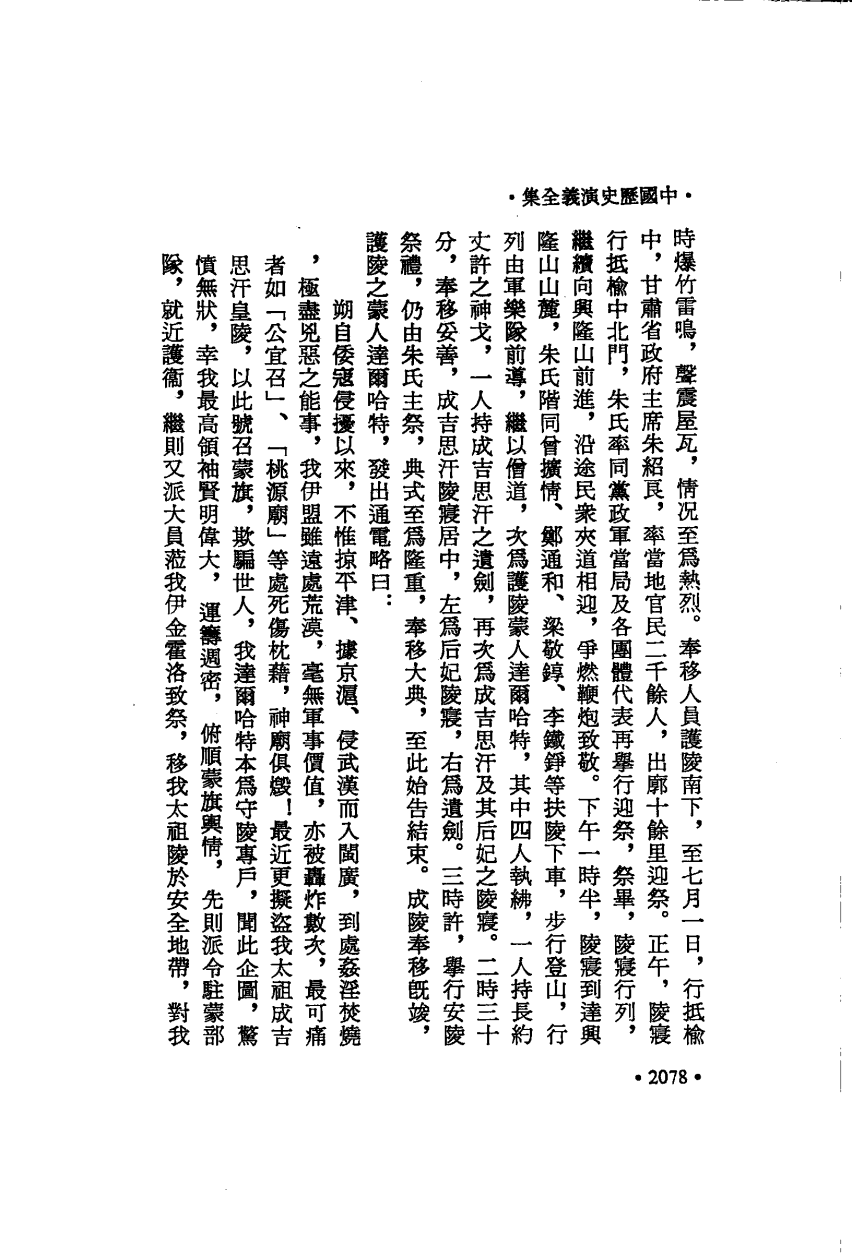 ·中國歷史演義全集·
時爆竹雷鳴，聲震屋瓦，情況至爲熱烈。奉移人員護陵南下，至七月一日，行抵楡
中，甘肅省政府主席朱紹良，率當地官民二千餘人，出廓十餘里迎祭。正午，陵寢
行抵楡中北門，朱氏率同黨政軍當局及各團體代表再舉行迎祭，祭畢，陵寢行列，
繼續向興隆山前進，沿途民衆夾道相迎，爭燃鞭炮致敬。下午一時半，陵寢到達興
隆山山麓，朱氏階同曾擴情、鄭通和、梁敬錞、李鐵錚等扶陵下車，步行登山，行
列由軍樂隊前導，繼以僧道，次爲護陵蒙人達爾哈特，其中四人執紼，一人持長約
丈許之神戈，一人持成吉思汗之遺劍，再次爲成吉思汗及其后妃之陵寢。二時三十
分，奉移妥善，成吉思汗陵寢居中，左爲后妃陵寢，右爲遺劍。三時許，舉行安陵
祭禮，仍由朱氏主祭，典式至爲隆重，奉移大典，至此始告結束。成陵奉移旣竣，
護陵之蒙人達爾哈特，發出通電略曰：
朔自倭寇侵擾以來，不惟掠平津、據京滬、侵武漢而入閩廣，到處姦淫焚燒
，極盡兇惡之能事，我伊盟雖遠處荒漠，毫無軍事價值，亦被轟炸數次，最可痛
者如「公宜召」、「桃源廟」等處死傷枕藉，神廟俱燬！最近更擬盜我太祖成吉
思汗皇陵，以此號召蒙旗，欺騙世人，我達爾哈特本爲守陵專戶，聞此企圖，驚
憤無狀，幸我最高領袖賢明偉大，運籌週密，俯順蒙旗輿情，先則派令駐蒙部
隊，就近護衞，繼則又派大員蒞我伊金霍洛致祭，移我太祖陵於安全地帶，對我
•2078•